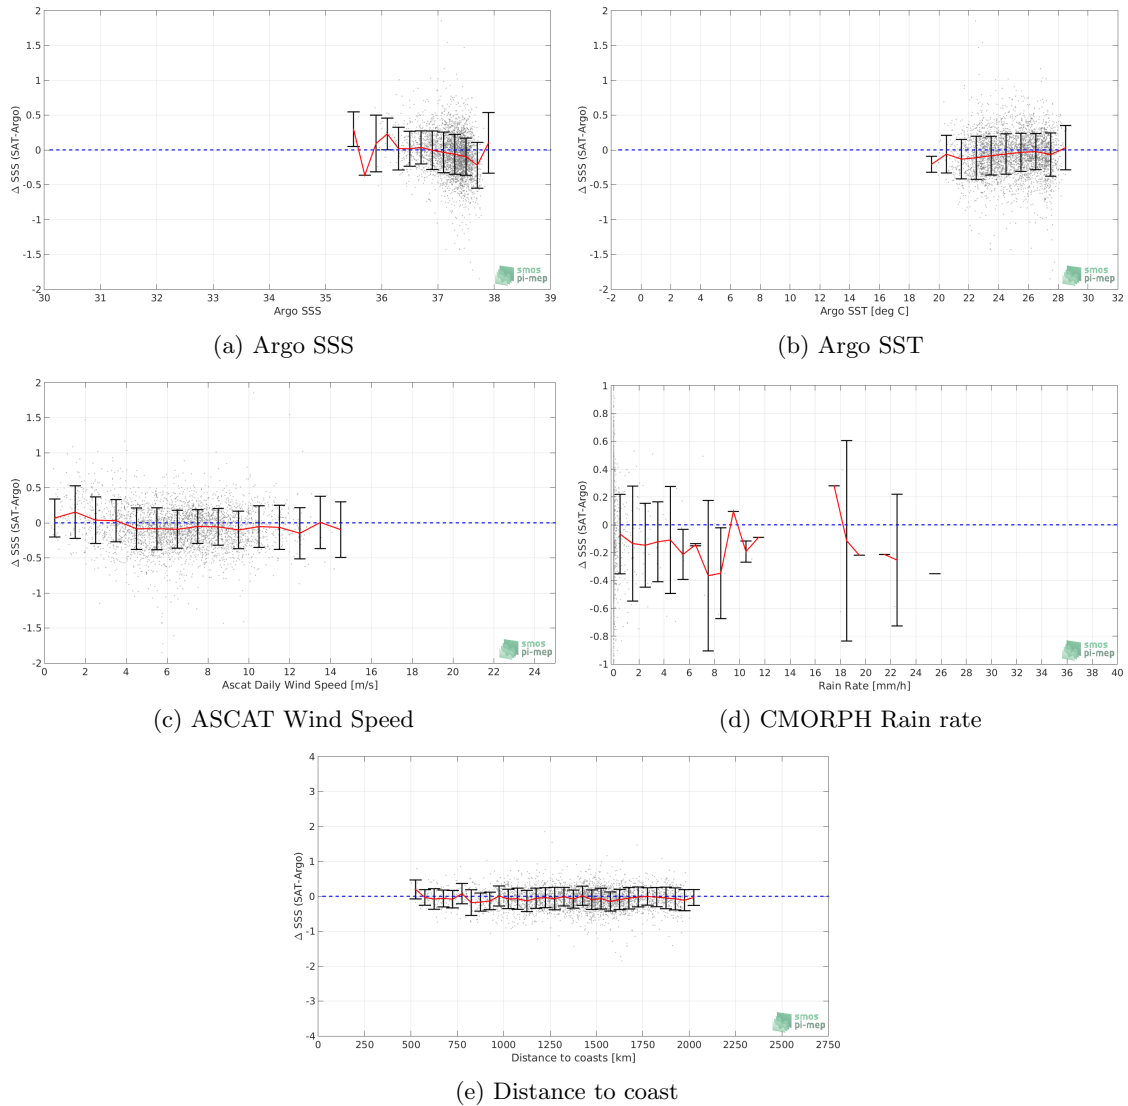 2
1.5
1
0.5
0
-0.5
-1
-1.5
-2
Δ SSS (SAT-Argo)
30 31 32 33 34 35 36 37 38 39
Argo SSS
smos
pi-mep
(a) Argo SSS
2
1.5
1
0.5
0
-0.5
-1
-1.5
-2
Δ SSS (SAT-Argo)
-2 0 2 4 6 8 10 12 14 16 18 20 22 24 26 28 30 32
Argo SST [deg C]
smos
pi-mep
(b) Argo SST
2
1.5
1
0.5
0
-0.5
-1
-1.5
-2
Δ SSS (SAT-Argo)
0 2 4 6 8 10 12 14 16 18 20 22 24
Ascat Daily Wind Speed [m/s]
smos
pi-mep
(c) ASCAT Wind Speed
1
0.8
0.6
0.4
0.2
0
-0.2
-0.4
-0.6
-0.8
-1
Δ SSS (SAT-Argo)
0 2 4 6 8 10 12 14 16 18 20 22 24 26 28 30 32 34 36 38 40
Rain Rate [mm/h]
smos
pi-mep
(d) CMORPH Rain rate
4
3
2
1
0
-1
-2
-3
-4
Δ SSS (SAT-Argo)
0 250 500 750 1000 1250 1500 1750 2000 2250 2500 2750
Distance to coasts [km]
smos
pi-mep
(e) Distance to coast